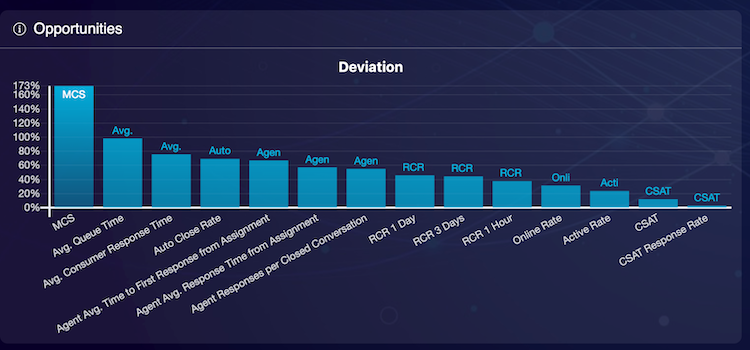 Opportunities
Deviation
173%
160%
140%
120%
100%
80%
60%
40%
20%
0%
MCS
Avg.
Avg.
Auto
Agen
Agen
Agen
RCR
RCR
RCR
Onli
Acti
CSAT
CSAT
MCS
Avg. Queue Time
Avg. Consumer Response Time
Auto Close Rate
Agent Avg. Time to First Response from Assignment
Agent Avg. Response Time from Assignment
Agent Responses per Closed Conversation
RCR 1 Day
RCR 3 Days
RCR 1 Hour
Online Rate
Active Rate
CSAT
CSAT Response Rate